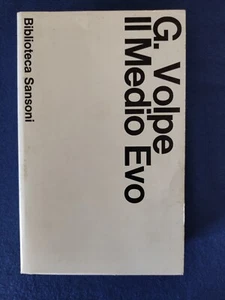 G. Volpe
Il Medio Evo
Biblioteca Sansoni